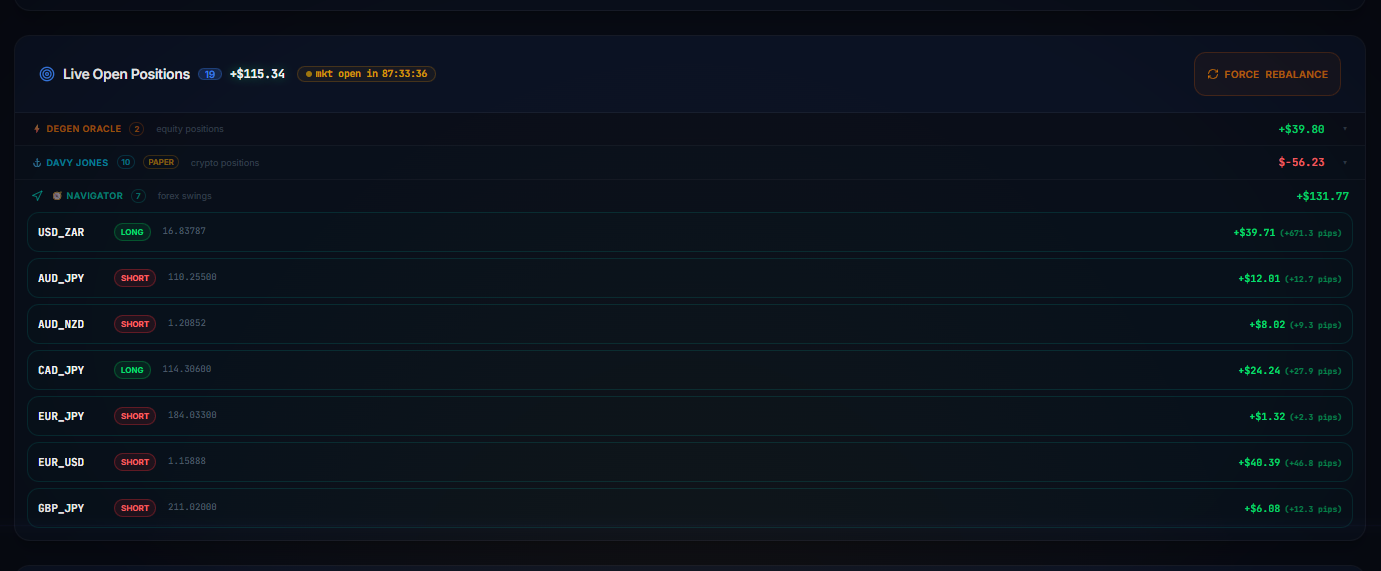 Live Open Positions 19 +$115.34 mkt open in 87:33:36 FORCE REBALANCE
DEGEN ORACLE 2 equity positions +$39.80
DAVY JONES 10 PAPER crypto positions $-56.23
NAVIGATOR 7 forex swings +$131.77
USD_ZAR LONG 16.83787 +$39.71 (+671.3 pips)
AUD_JPY SHORT 110.25500 +$12.01 (+12.7 pips)
AUD_NZD SHORT 1.20852 +$8.02 (+9.3 pips)
CAD_JPY LONG 114.30600 +$24.24 (+27.9 pips)
EUR_JPY SHORT 184.03300 +$1.32 (+2.3 pips)
EUR_USD SHORT 1.15888 +$40.39 (+46.8 pips)
GBP_JPY SHORT 211.02000 +$6.08 (+12.3 pips)